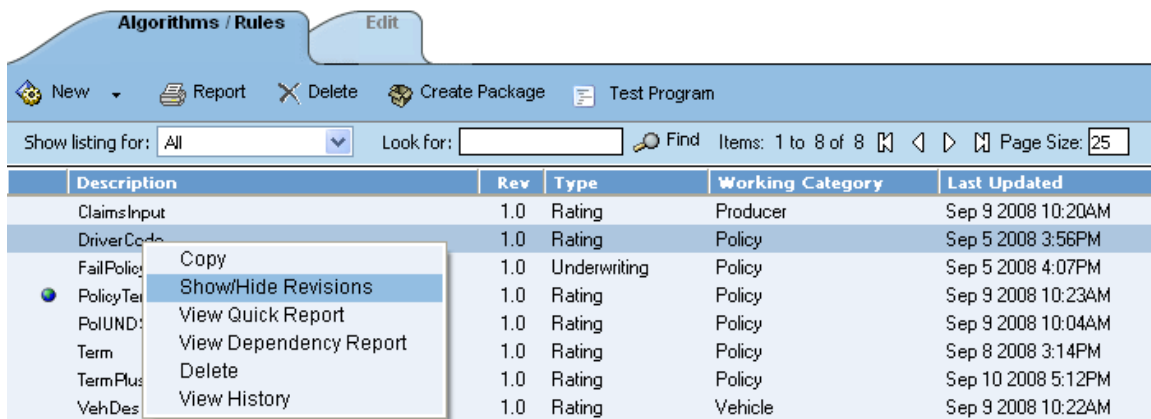 Algorithms / Rules Edit
New Report Delete Create Package Test Program
Show listing for: All Look for: Find Items: 1 to 8 of 8 Page Size: 25
Description Rev Type Working Category Last Updated
ClaimsInput 1.0 Rating Producer Sep 9 2008 10:20AM
DriverCode 1.0 Rating Policy Sep 5 2008 3:56PM
Copy
FailPolicy 1.0 Underwriting Policy Sep 5 2008 4:07PM
Show/Hide Revisions
PolicyTer 1.0 Rating Policy Sep 9 2008 10:23AM
View Quick Report
PolUND 1.0 Rating Policy Sep 9 2008 10:04AM
View Dependency Report
Term 1.0 Rating Policy Sep 8 2008 3:14PM
Delete
TermPlus 1.0 Rating Policy Sep 10 2008 5:12PM
View History
VehDes 1.0 Rating Vehicle Sep 9 2008 10:22AM